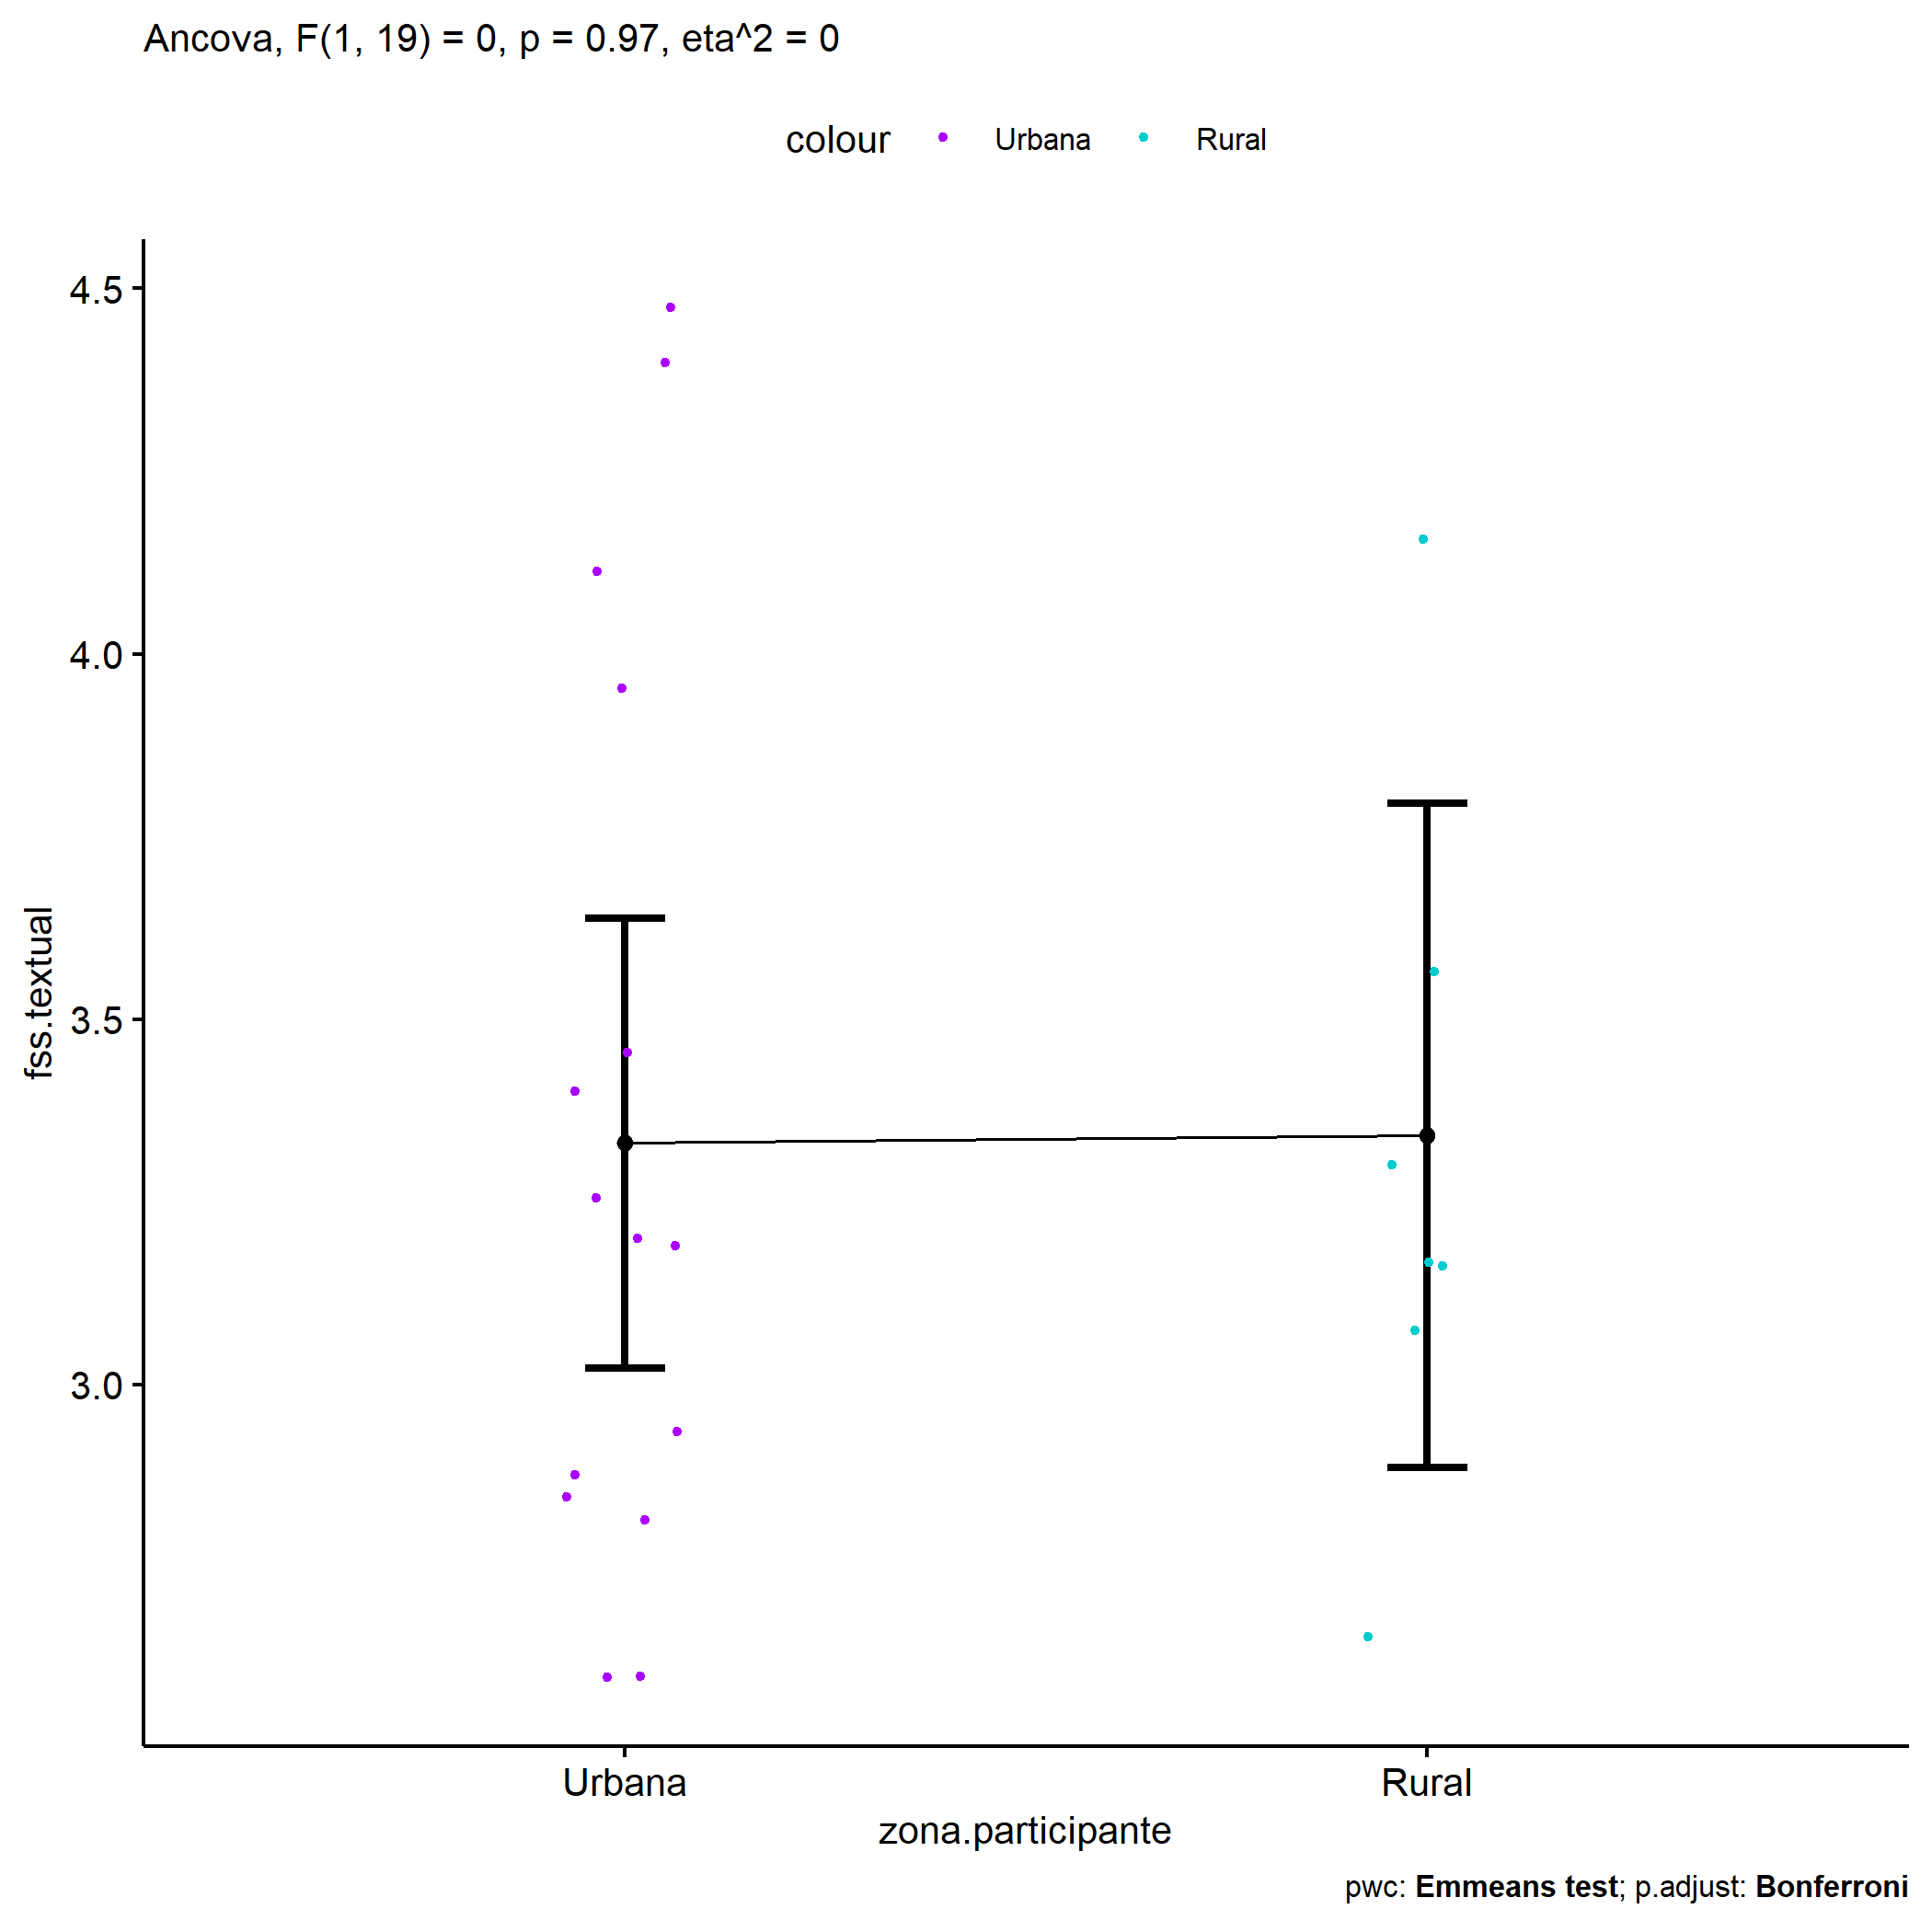 Ancova, F(1, 19) = 0, p = 0.97, eta^2 = 0
colour Urbana Rural
4.5
4.0
3.5
3.0
fss.textual
Urbana Rural
zona.participante
pwc: Emmeans test; p.adjust: Bonferroni